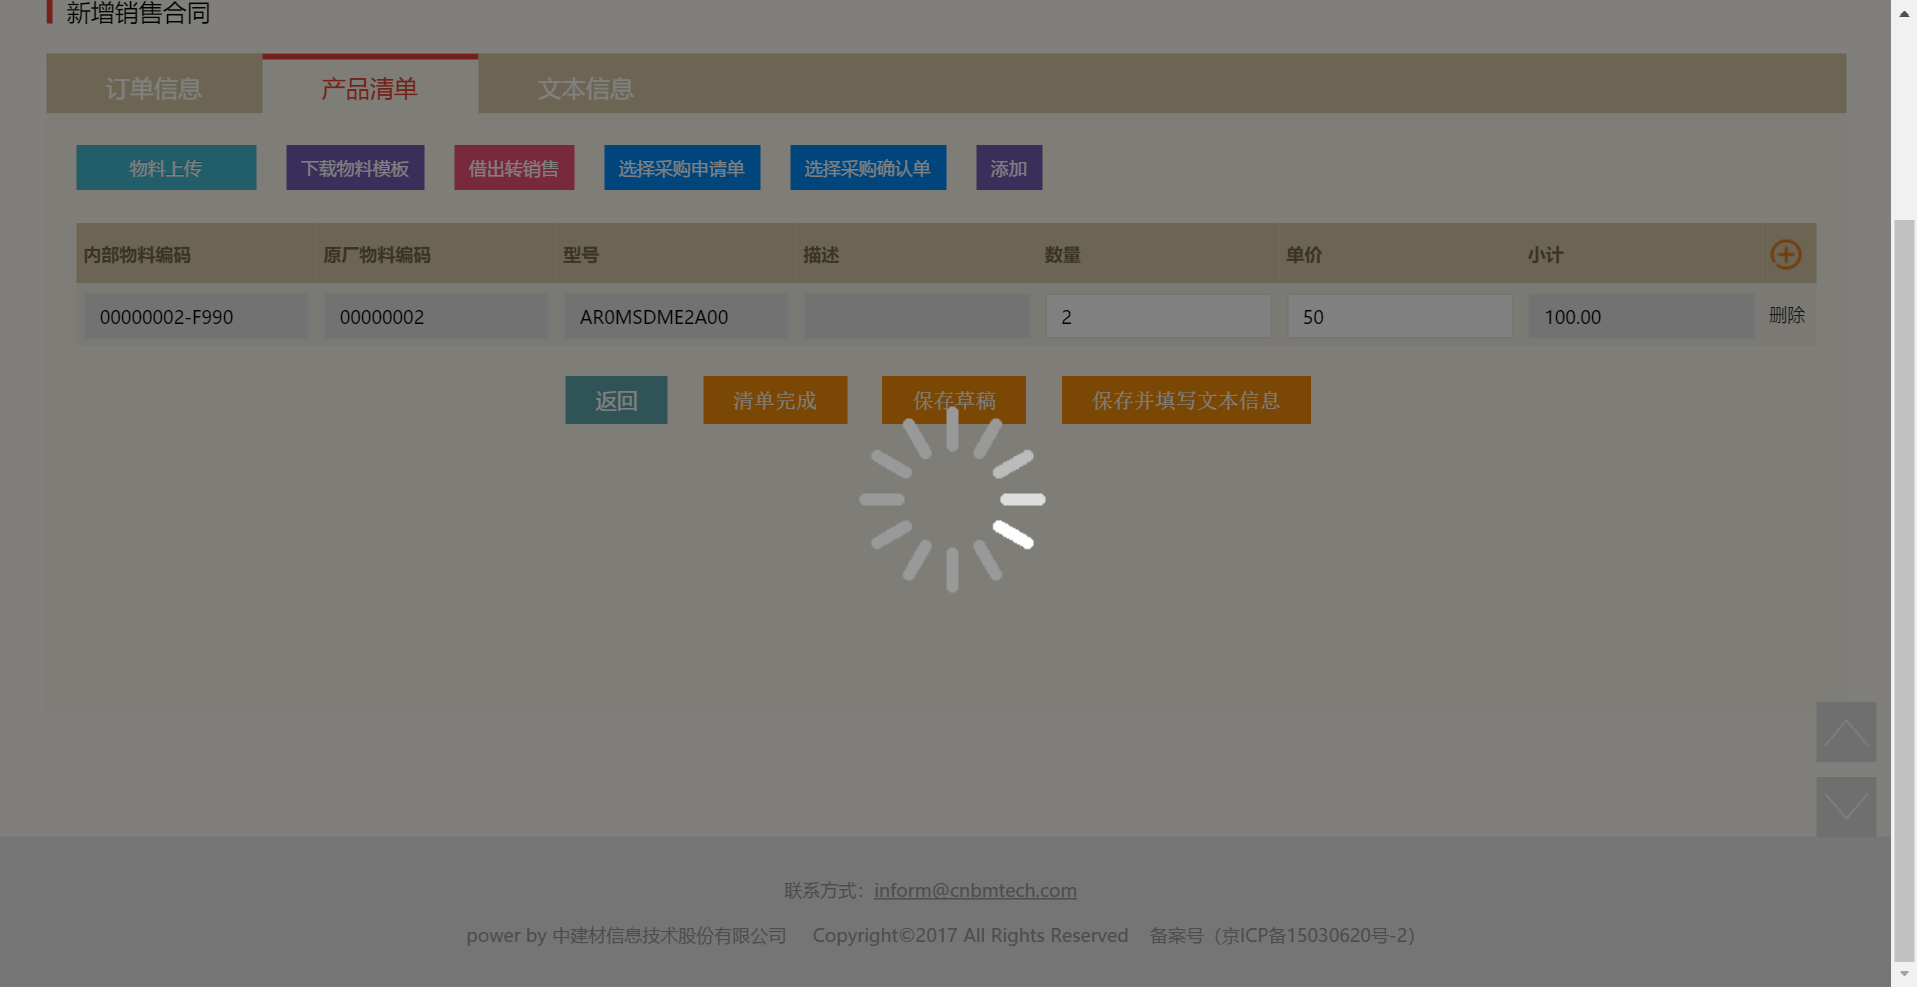 新增销售合同
订单信息 产品清单 文本信息
物料上传 下载物料模板 借出转销售 选择采购申请单 选择采购确认单 添加
内部物料编码 原厂物料编码 型号 描述 数量 单价 小计
00000002-F990 00000002 AR0MSDME2A00 2 50 100.00 删除
返回 清单完成 保存草稿 保存并填写文本信息
联系方式：inform@cnbmtech.com
power by 中建材信息技术股份有限公司 Copyright©2017 All Rights Reserved 备案号（京ICP备15030620号-2）